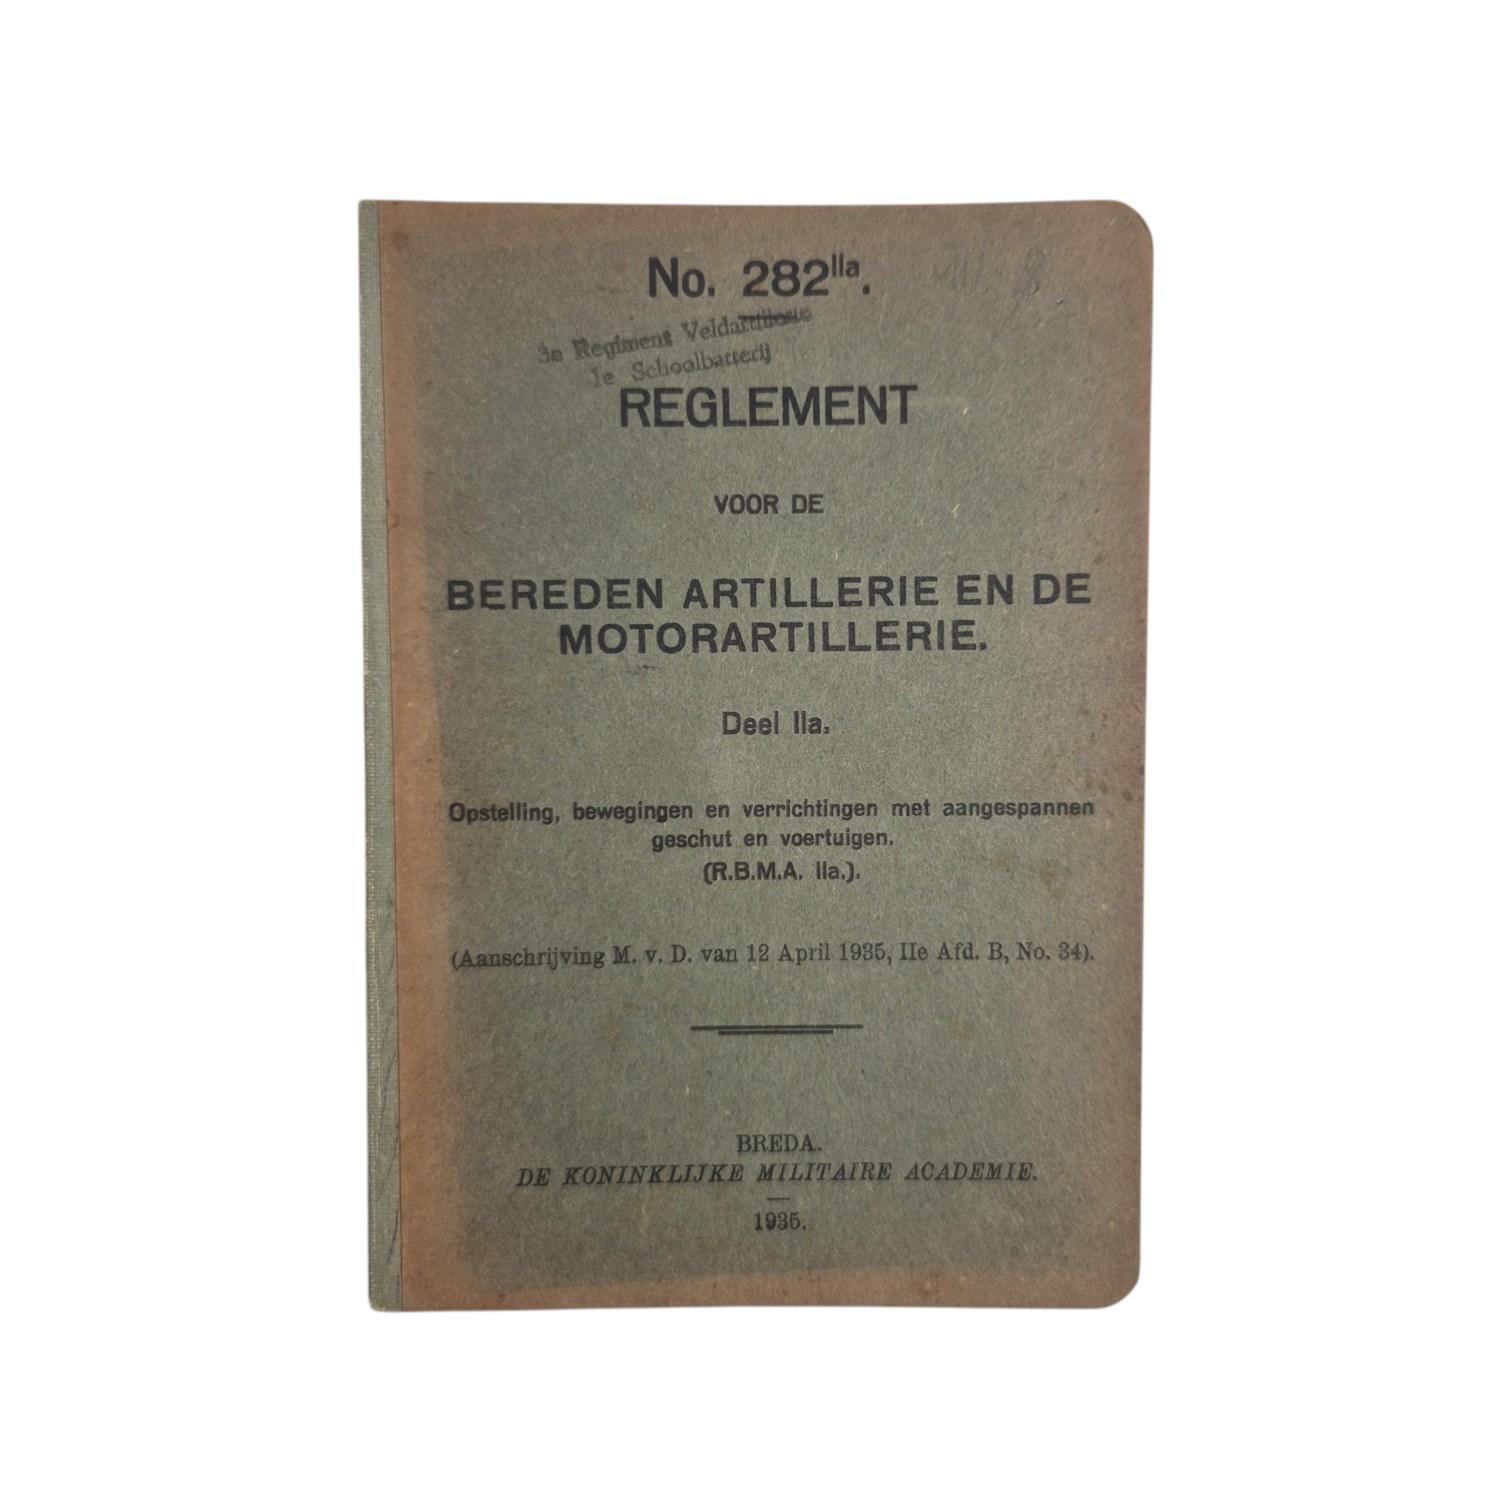 No. 282IIa.
3e Regiment Veldartillerie
1e Schoolbatterij
REGLEMENT
VOOR DE
BEREDEN ARTILLERIE EN DE
MOTORARTILLERIE.
Deel IIa.
Opstelling, bewegingen en verrichtingen met aangespannen
geschut en voertuigen.
(R.B.M.A. IIa.).
(Aanschrijving M. v. D. van 12 April 1935, IIe Afd. B, No. 34).
BREDA.
DE KONINKLIJKE MILITAIRE ACADEMIE.
1935.